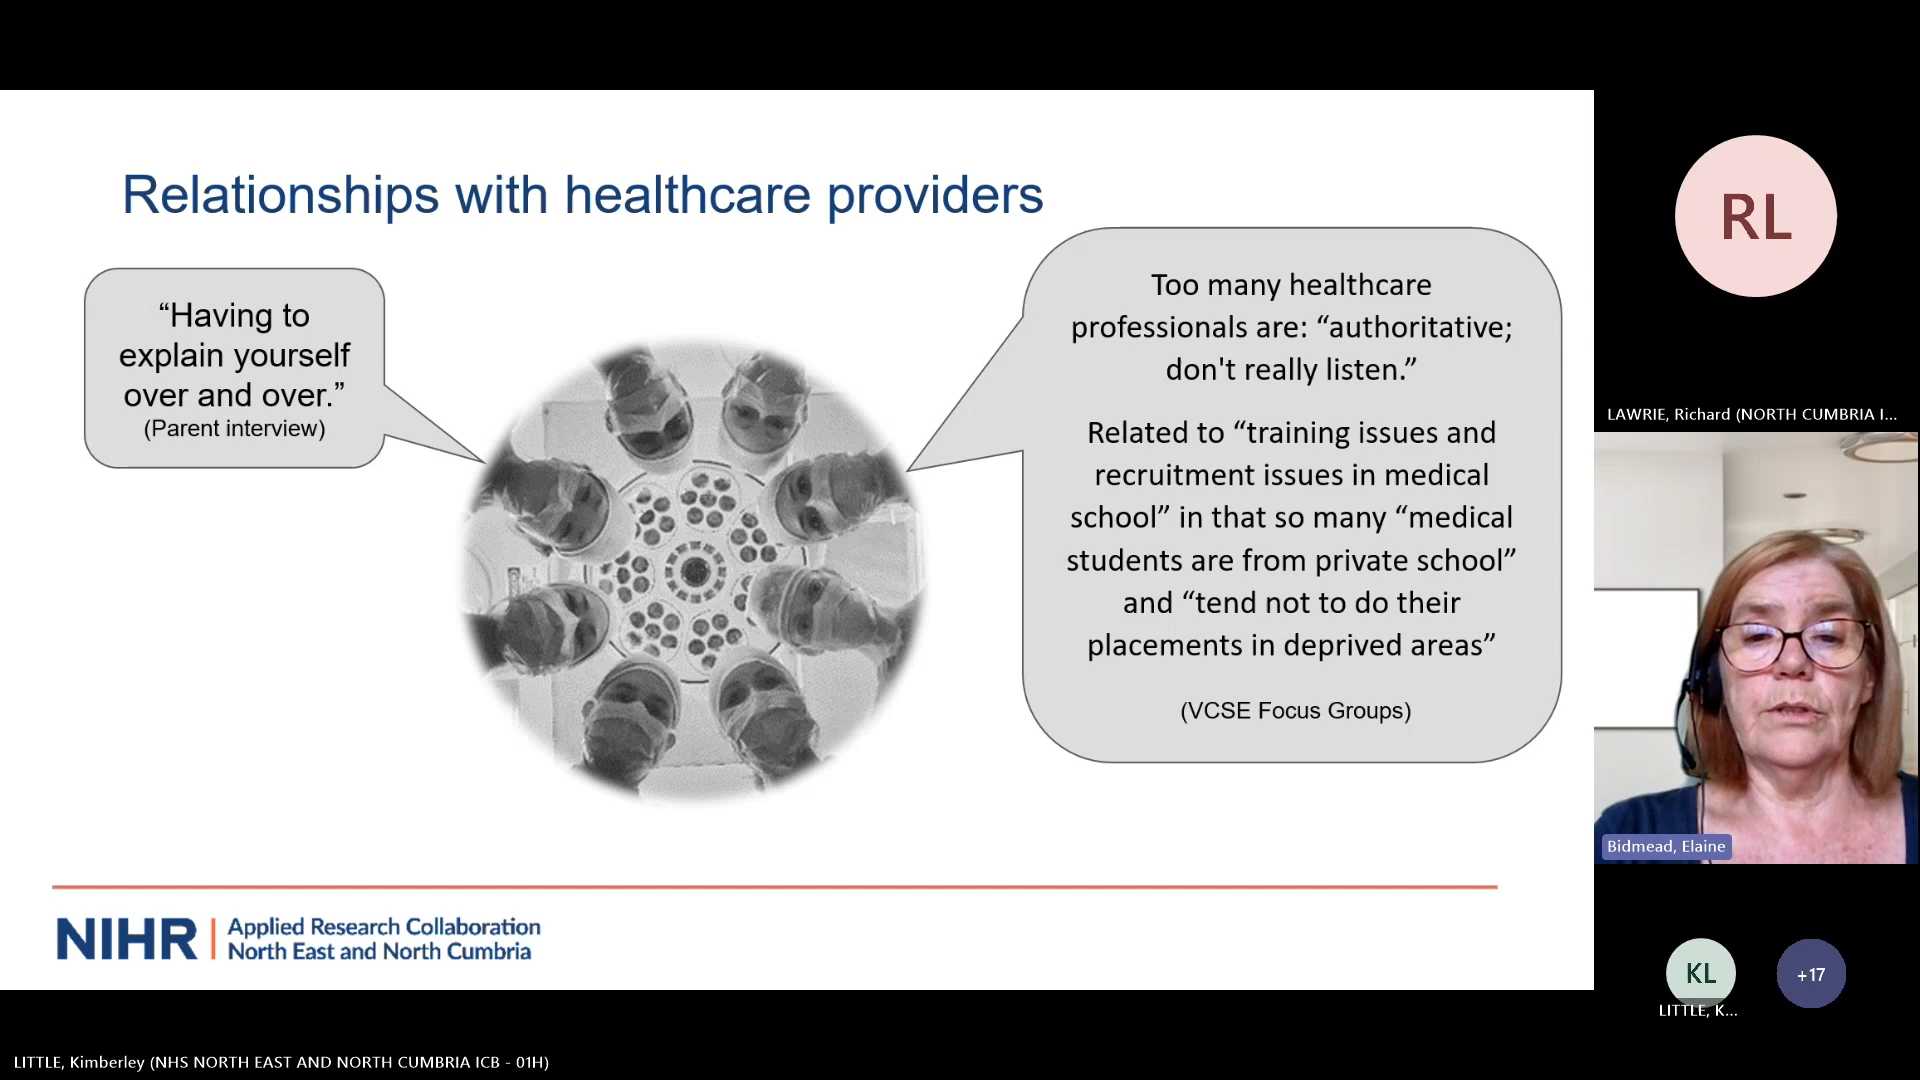 Relationships with healthcare providers
“Having to
explain yourself
over and over.”
(Parent interview)
Too many healthcare
professionals are: “authoritative;
don't really listen.”
Related to “training issues and
recruitment issues in medical
school” in that so many “medical
students are from private school”
and “tend not to do their
placements in deprived areas”
(VCSE Focus Groups)
NIHR
Applied Research Collaboration
North East and North Cumbria
RL
LAWRIE, Richard (NORTH CUMBRIA I...
Bidmead, Elaine
KL
LITTLE, K...
+17
LITTLE, Kimberley (NHS NORTH EAST AND NORTH CUMBRIA ICB - 01H)